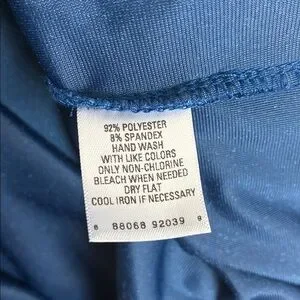 92% POLYESTER
8% SPANDEX
HAND WASH
WITH LIKE COLORS
ONLY NON-CHLORINE
BLEACH WHEN NEEDED
DRY FLAT
COOL IRON IF NECESSARY
88068 92039